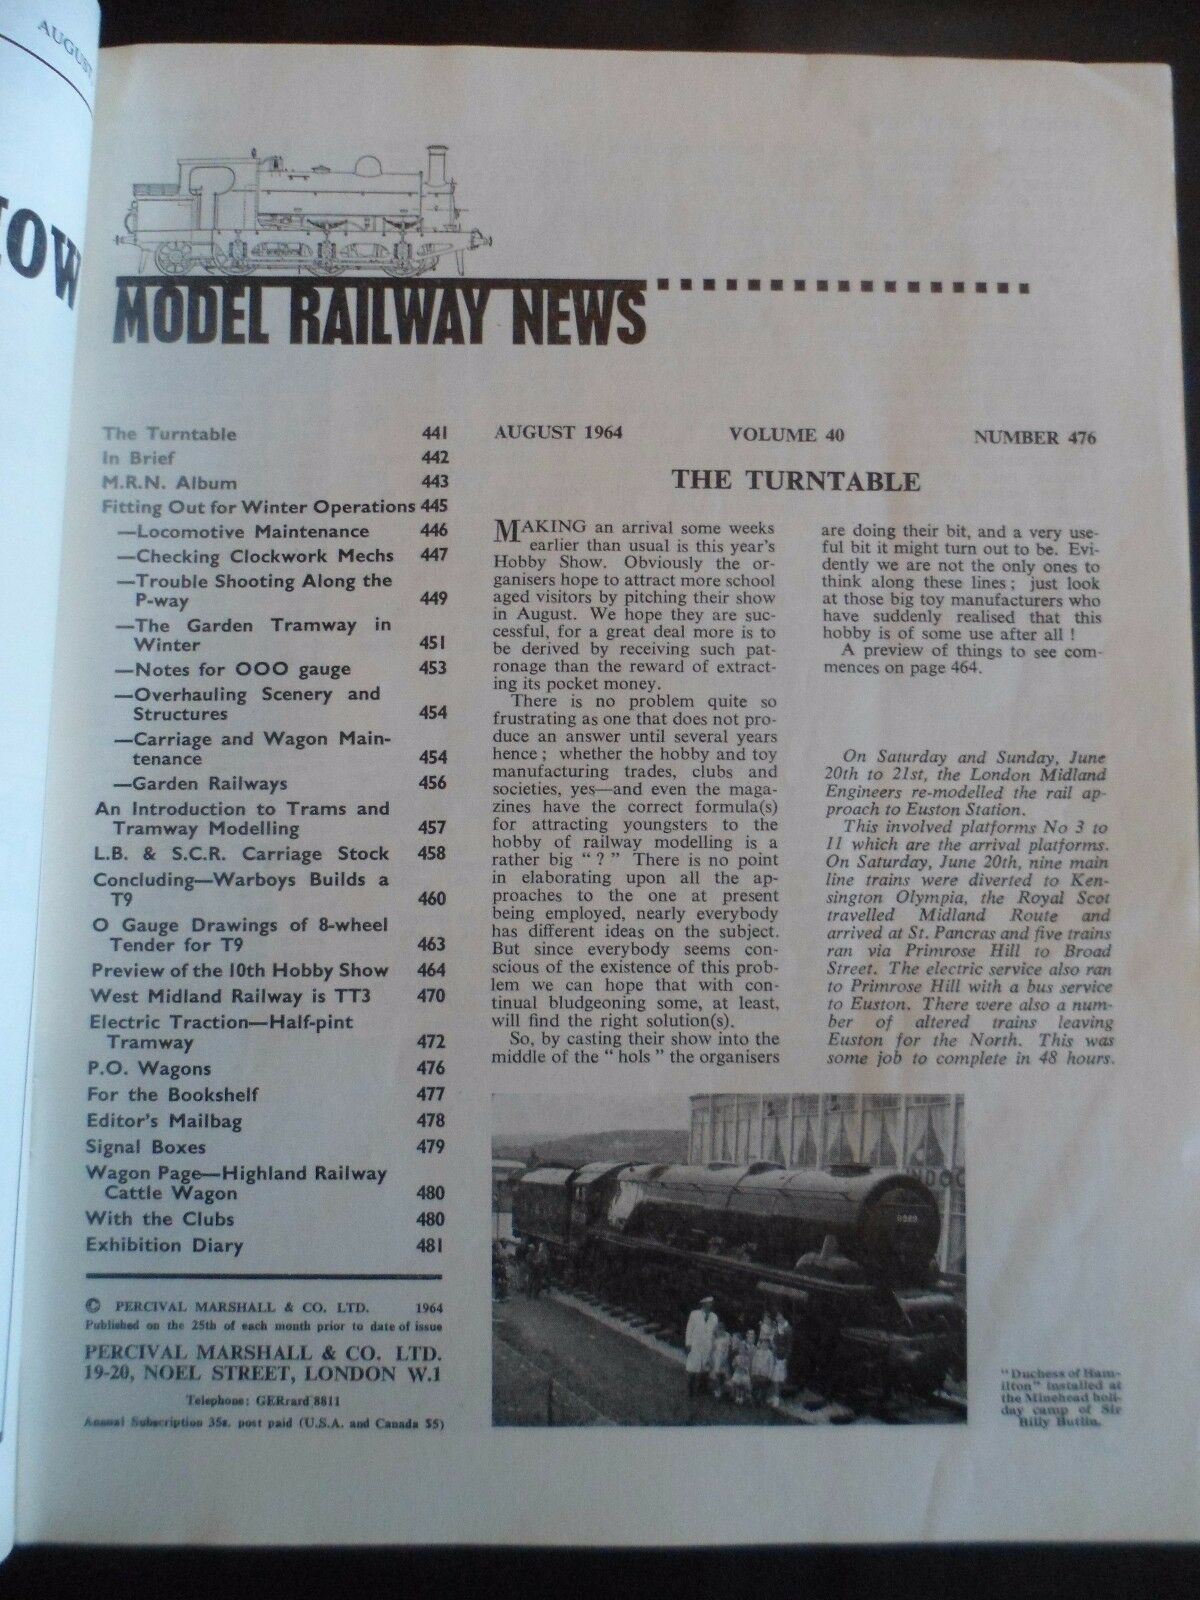 AUGUST
OW
MODEL RAILWAY NEWS
The Turntable 441
In Brief 442
M.R.N. Album 443
Fitting Out for Winter Operations 445
—Locomotive Maintenance 446
—Checking Clockwork Mechs 447
—Trouble Shooting Along the
P-way 449
—The Garden Tramway in
Winter 451
—Notes for OOO gauge 453
—Overhauling Scenery and
Structures 454
—Carriage and Wagon Main-
tenance 454
—Garden Railways 456
An Introduction to Trams and
Tramway Modelling 457
L.B. & S.C.R. Carriage Stock 458
Concluding—Warboys Builds a
T9 460
O Gauge Drawings of 8-wheel
Tender for T9 463
Preview of the 10th Hobby Show 464
West Midland Railway is TT3 470
Electric Traction—Half-pint
Tramway 472
P.O. Wagons 476
For the Bookshelf 477
Editor's Mailbag 478
Signal Boxes 479
Wagon Page—Highland Railway
Cattle Wagon 480
With the Clubs 480
Exhibition Diary 481
© PERCIVAL MARSHALL & CO. LTD. 1964
Published on the 25th of each month prior to date of issue
PERCIVAL MARSHALL & CO. LTD.
19-20, NOEL STREET, LONDON W.1
Telephone: GERrard 8811
Annual Subscription 35s. post paid (U.S.A. and Canada $5)
AUGUST 1964 VOLUME 40 NUMBER 476
THE TURNTABLE
MAKING an arrival some weeks
earlier than usual is this year's
Hobby Show. Obviously the or-
ganisers hope to attract more school
aged visitors by pitching their show
in August. We hope they are suc-
cessful, for a great deal more is to
be derived by receiving such pat-
ronage than the reward of extract-
ing its pocket money.
There is no problem quite so
frustrating as one that does not pro-
duce an answer until several years
hence; whether the hobby and toy
manufacturing trades, clubs and
societies, yes—and even the maga-
zines have the correct formula(s)
for attracting youngsters to the
hobby of railway modelling is a
rather big "?" There is no point
in elaborating upon all the ap-
proaches to the one at present
being employed, nearly everybody
has different ideas on the subject.
But since everybody seems con-
scious of the existence of this prob-
lem we can hope that with con-
tinual bludgeoning some, at least,
will find the right solution(s).
So, by casting their show into the
middle of the "hols" the organisers
are doing their bit, and a very use-
ful bit it might turn out to be. Evi-
dently we are not the only ones to
think along these lines; just look
at those big toy manufacturers who
have suddenly realised that this
hobby is of some use after all!
A preview of things to see com-
mences on page 464.
On Saturday and Sunday, June
20th to 21st, the London Midland
Engineers re-modelled the rail ap-
proach to Euston Station.
This involved platforms No 3 to
11 which are the arrival platforms.
On Saturday, June 20th, nine main
line trains were diverted to Ken-
sington Olympia, the Royal Scot
travelled Midland Route and
arrived at St. Pancras and five trains
ran via Primrose Hill to Broad
Street. The electric service also ran
to Primrose Hill with a bus service
to Euston. There were also a num-
ber of altered trains leaving
Euston for the North. This was
some job to complete in 48 hours.
"Duchess of Ham-
ilton" installed at
the Minehead holi-
day camp of Sir
Billy Butlin.